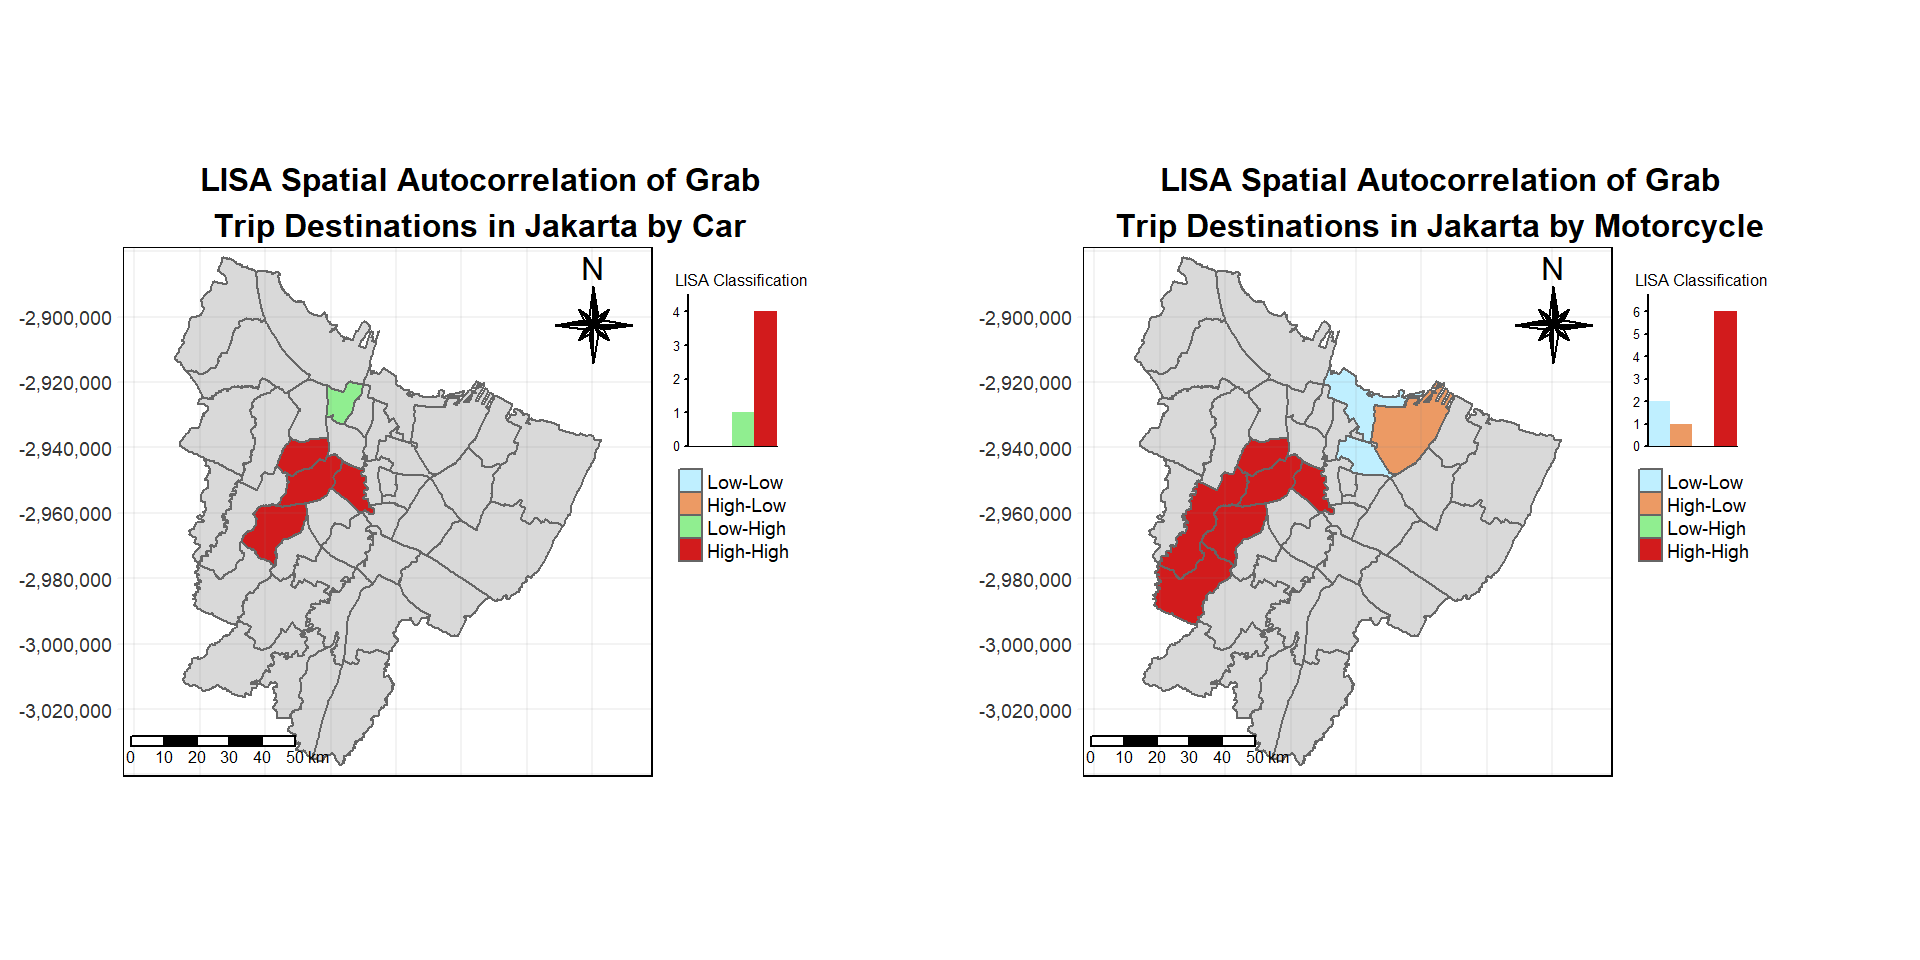 LISA Spatial Autocorrelation of Grab
Trip Destinations in Jakarta by Car
N
-2,900,000
-2,920,000
-2,940,000
-2,960,000
-2,980,000
-3,000,000
-3,020,000
0 10 20 30 40 50 km
LISA Classification
4
3
2
1
0
Low-Low
High-Low
Low-High
High-High
LISA Spatial Autocorrelation of Grab
Trip Destinations in Jakarta by Motorcycle
N
-2,900,000
-2,920,000
-2,940,000
-2,960,000
-2,980,000
-3,000,000
-3,020,000
0 10 20 30 40 50 km
LISA Classification
6
5
4
3
2
1
0
Low-Low
High-Low
Low-High
High-High